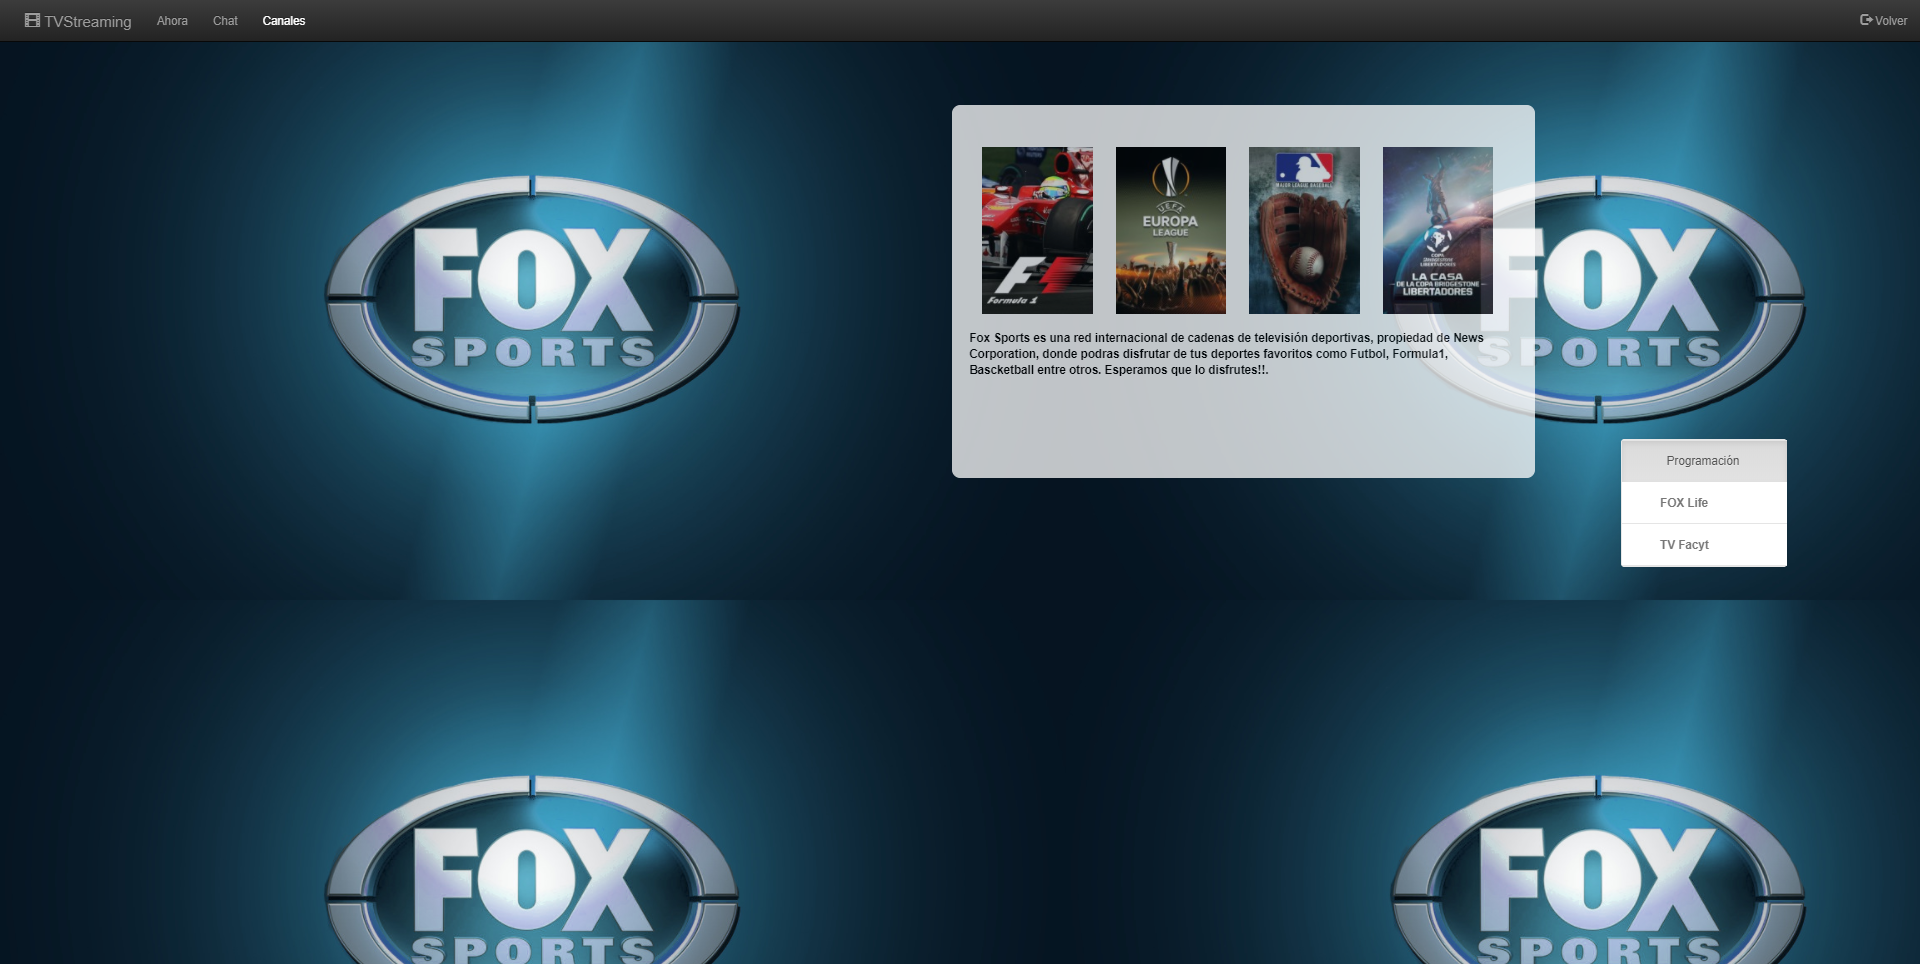 TVStreaming Ahora Chat Canales Volver
FOX
SPORTS
F1
Formula 1
UEFA
EUROPA
LEAGUE
MAJOR LEAGUE BASEBALL
COPA
BRIDGESTONE
LIBERTADORES
LA CASA
DE LA COPA BRIDGESTONE
LIBERTADORES
Fox Sports es una red internacional de cadenas de televisión deportivas, propiedad de News
Corporation, donde podras disfrutar de tus deportes favoritos como Futbol, Formula1,
Bascketball entre otros. Esperamos que lo disfrutes!!.
FOX
SPORTS
Programación
FOX Life
TV Facyt
FOX
SPORTS
FOX
SPORTS